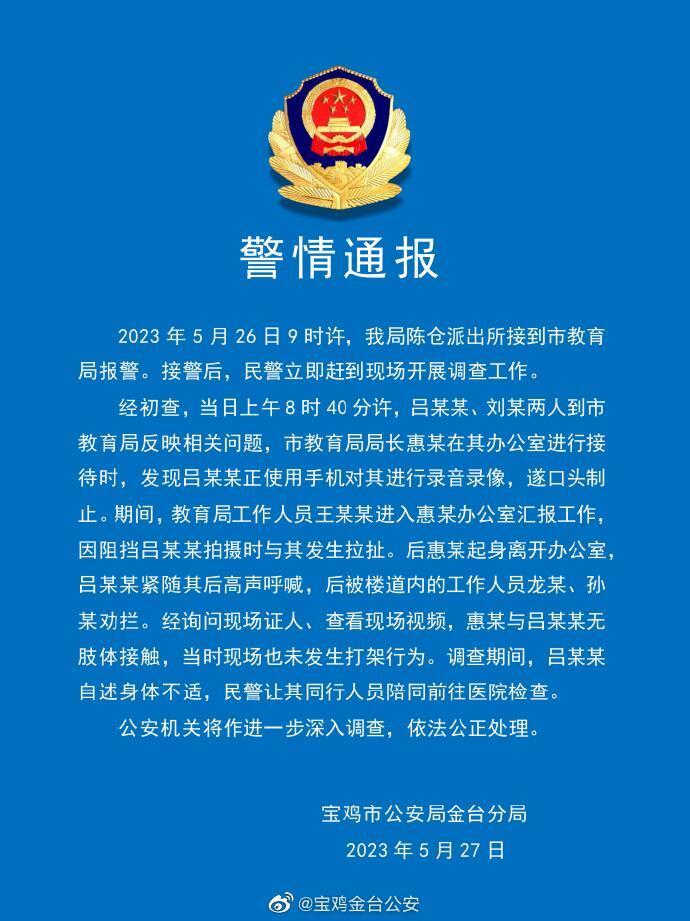 警情通报
2023 年 5 月 26 日 9 时许，我局陈仓派出所接到市教育
局报警。接警后，民警立即赶到现场开展调查工作。
经初查，当日上午 8 时 40 分许，吕某某、刘某两人到市
教育局反映相关问题，市教育局局长惠某在其办公室进行接
待时，发现吕某某正使用手机对其进行录音录像，遂口头制
止。期间，教育局工作人员王某某进入惠某办公室汇报工作，
因阻挡吕某某拍摄时与其发生拉扯。后惠某起身离开办公室，
吕某某紧随其后高声呼喊，后被楼道内的工作人员龙某、孙
某劝拦。经询问现场证人、查看现场视频，惠某与吕某某无
肢体接触，当时现场也未发生打架行为。调查期间，吕某某
自述身体不适，民警让其同行人员陪同前往医院检查。
公安机关将作进一步深入调查，依法公正处理。
宝鸡市公安局金台分局
2023 年 5 月 27 日
@宝鸡金台公安